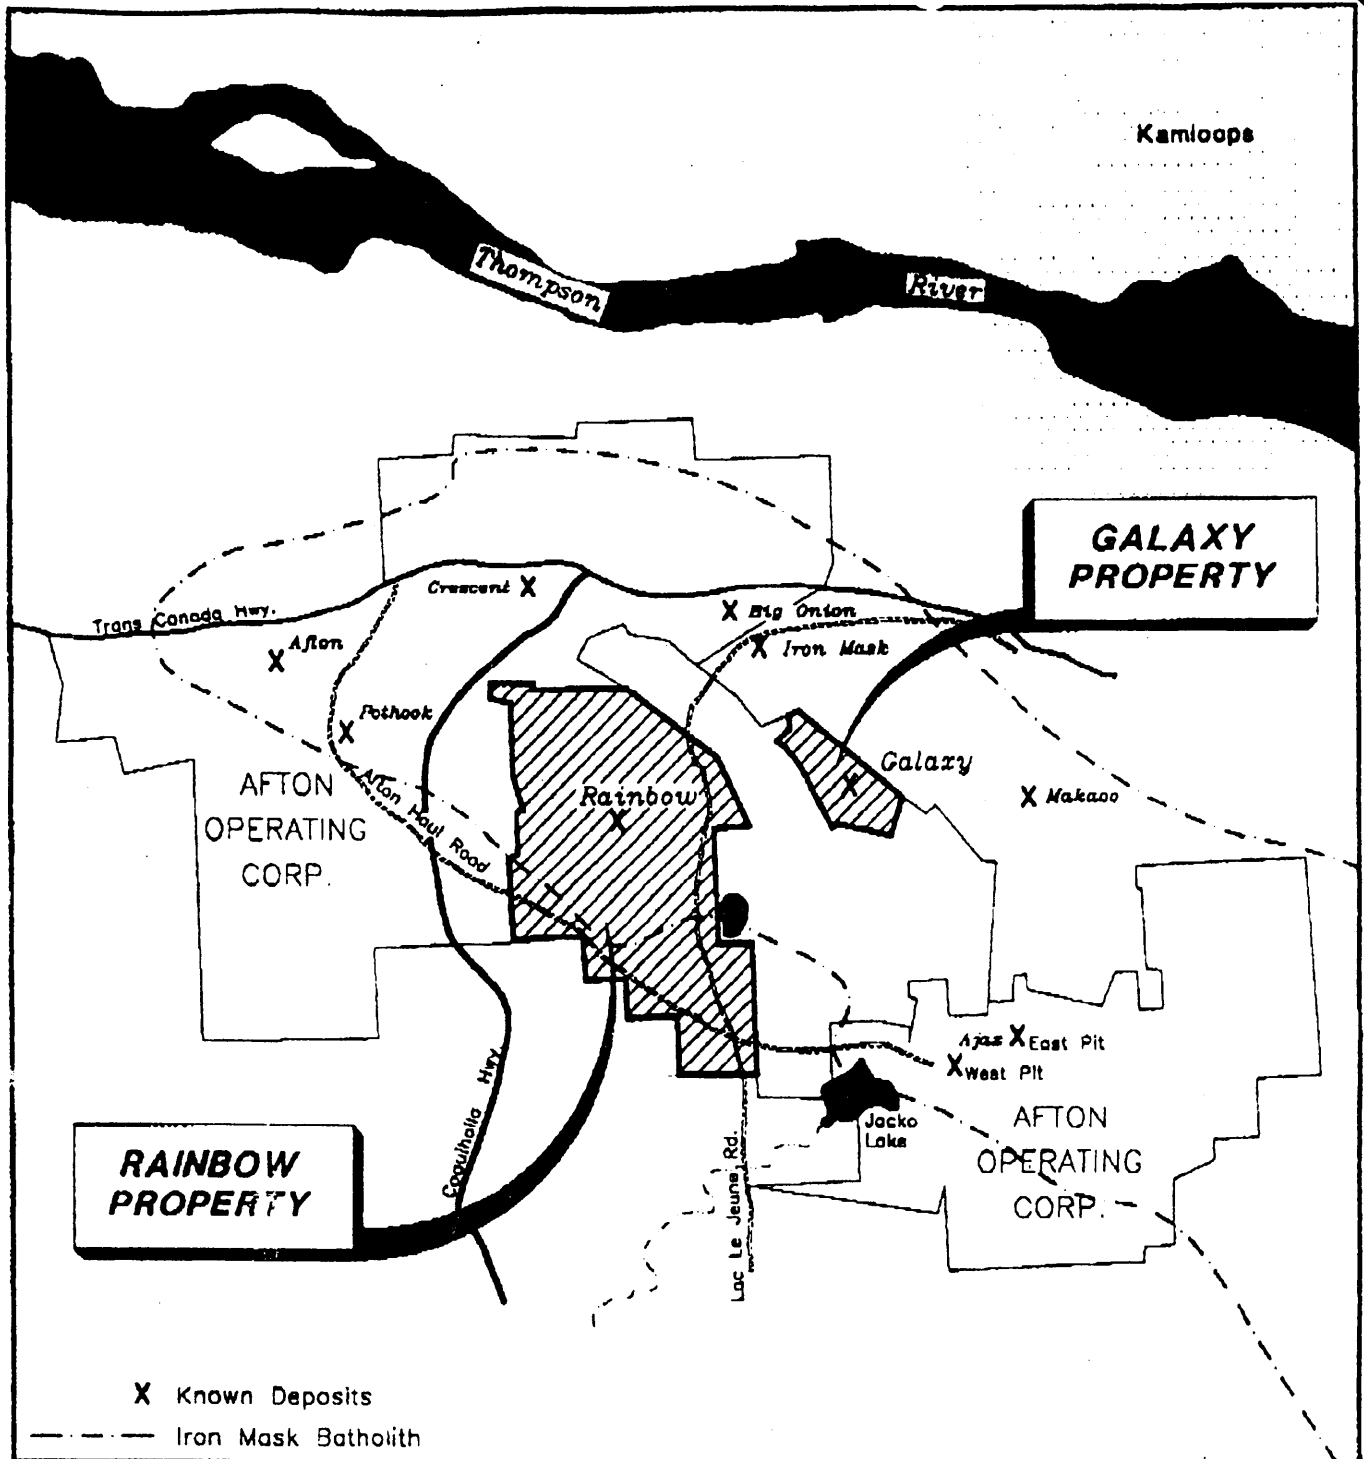 Kamloops
Thompson
River
GALAXY
PROPERTY
Crescent
Trans Canada Hwy.
Big Onion
Iron Mask
Afton
Pothook
Galaxy
AFTON
OPERATING
CORP.
Afton Haul Road
Rainbow
Makaoo
Ajax
East Pit
West Pit
Jacko
Lake
AFTON
OPERATING
CORP.
Coquihalla Hwy.
Lac Le Jeune Rd.
RAINBOW
PROPERTY
X Known Deposits
Iron Mask Batholith